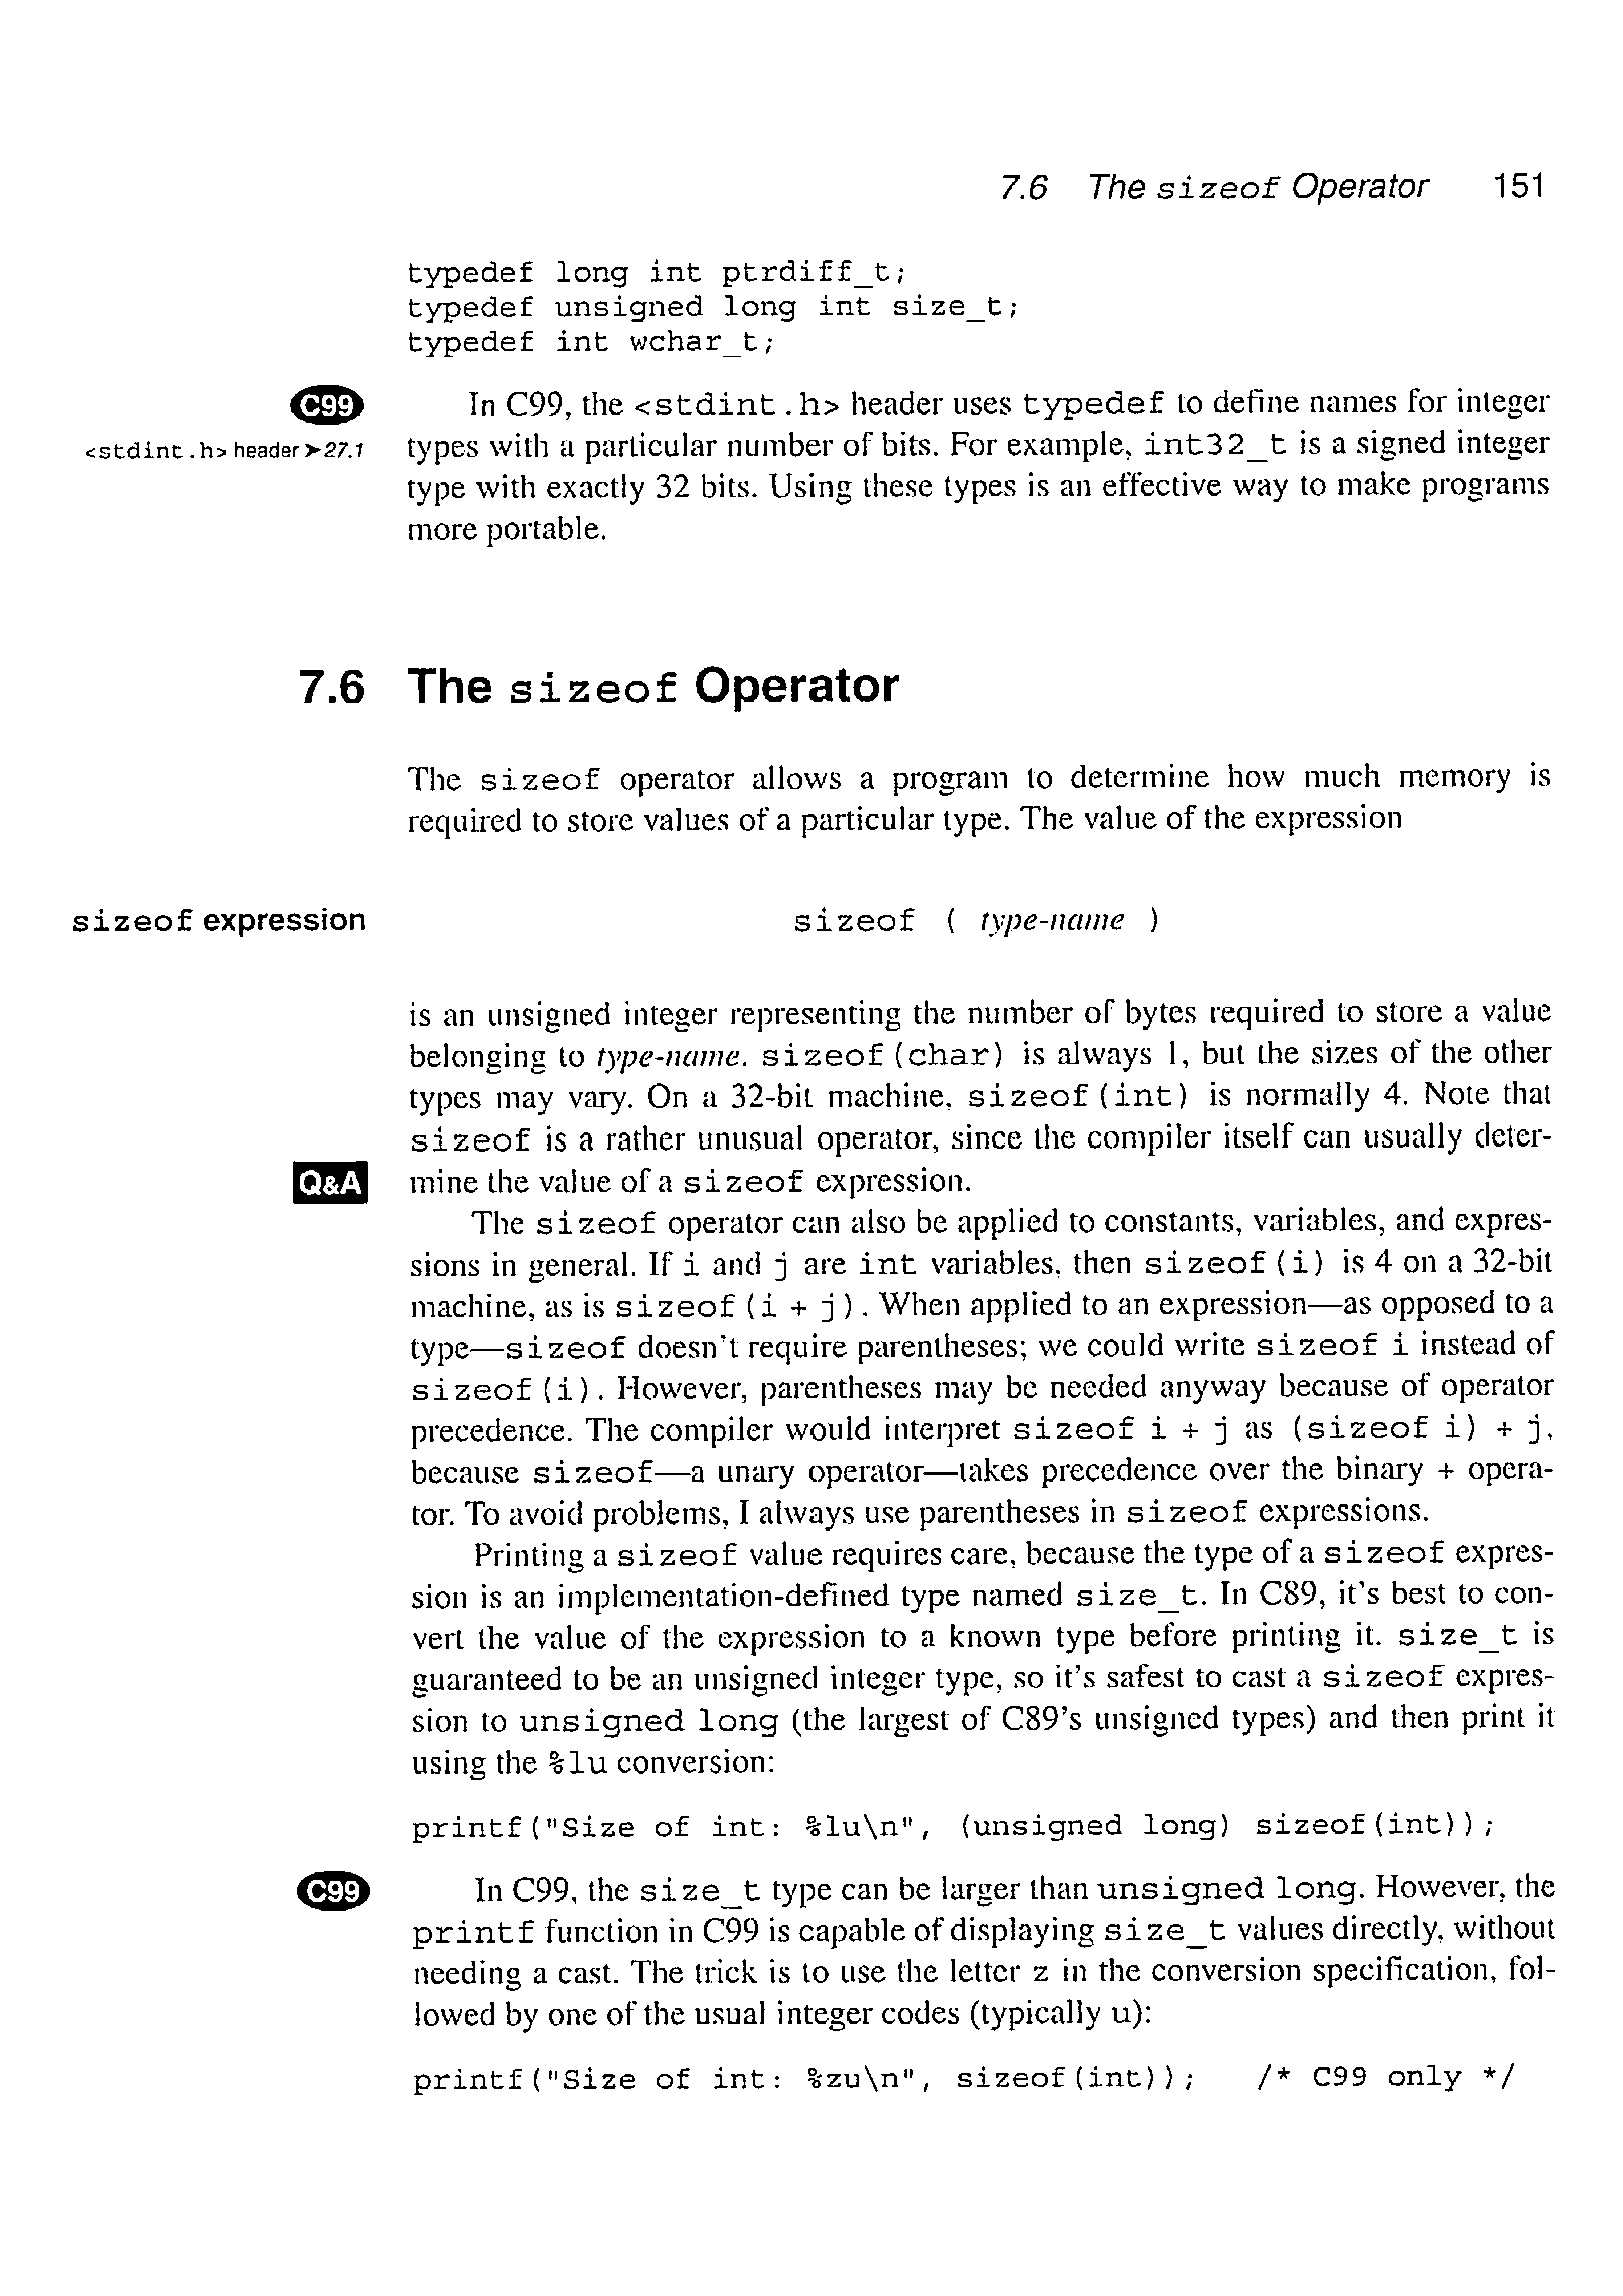 7.6 The sizeof Operator 151
typedef long int ptrdiff_t;
typedef unsigned long int size_t;
typedef int wchar_t;
C99 In C99, the <stdint.h> header uses typedef to define names for integer
<stdint.h> header ➤27.1 types with a particular number of bits. For example, int32_t is a signed integer
type with exactly 32 bits. Using these types is an effective way to make programs
more portable.
7.6 The sizeof Operator
The sizeof operator allows a program to determine how much memory is
required to store values of a particular type. The value of the expression
sizeof expression sizeof ( type-name )
is an unsigned integer representing the number of bytes required to store a value
belonging to type-name. sizeof(char) is always 1, but the sizes of the other
types may vary. On a 32-bit machine, sizeof(int) is normally 4. Note that
sizeof is a rather unusual operator, since the compiler itself can usually deter-
Q&A mine the value of a sizeof expression.
The sizeof operator can also be applied to constants, variables, and expres-
sions in general. If i and j are int variables, then sizeof(i) is 4 on a 32-bit
machine, as is sizeof(i + j). When applied to an expression—as opposed to a
type—sizeof doesn't require parentheses; we could write sizeof i instead of
sizeof(i). However, parentheses may be needed anyway because of operator
precedence. The compiler would interpret sizeof i + j as (sizeof i) + j,
because sizeof—a unary operator—takes precedence over the binary + opera-
tor. To avoid problems, I always use parentheses in sizeof expressions.
Printing a sizeof value requires care, because the type of a sizeof expres-
sion is an implementation-defined type named size_t. In C89, it's best to con-
vert the value of the expression to a known type before printing it. size_t is
guaranteed to be an unsigned integer type, so it's safest to cast a sizeof expres-
sion to unsigned long (the largest of C89's unsigned types) and then print it
using the %lu conversion:
printf("Size of int: %lu\n", (unsigned long) sizeof(int));
C99 In C99, the size_t type can be larger than unsigned long. However, the
printf function in C99 is capable of displaying size_t values directly, without
needing a cast. The trick is to use the letter z in the conversion specification, fol-
lowed by one of the usual integer codes (typically u):
printf("Size of int: %zu\n", sizeof(int)); /* C99 only */